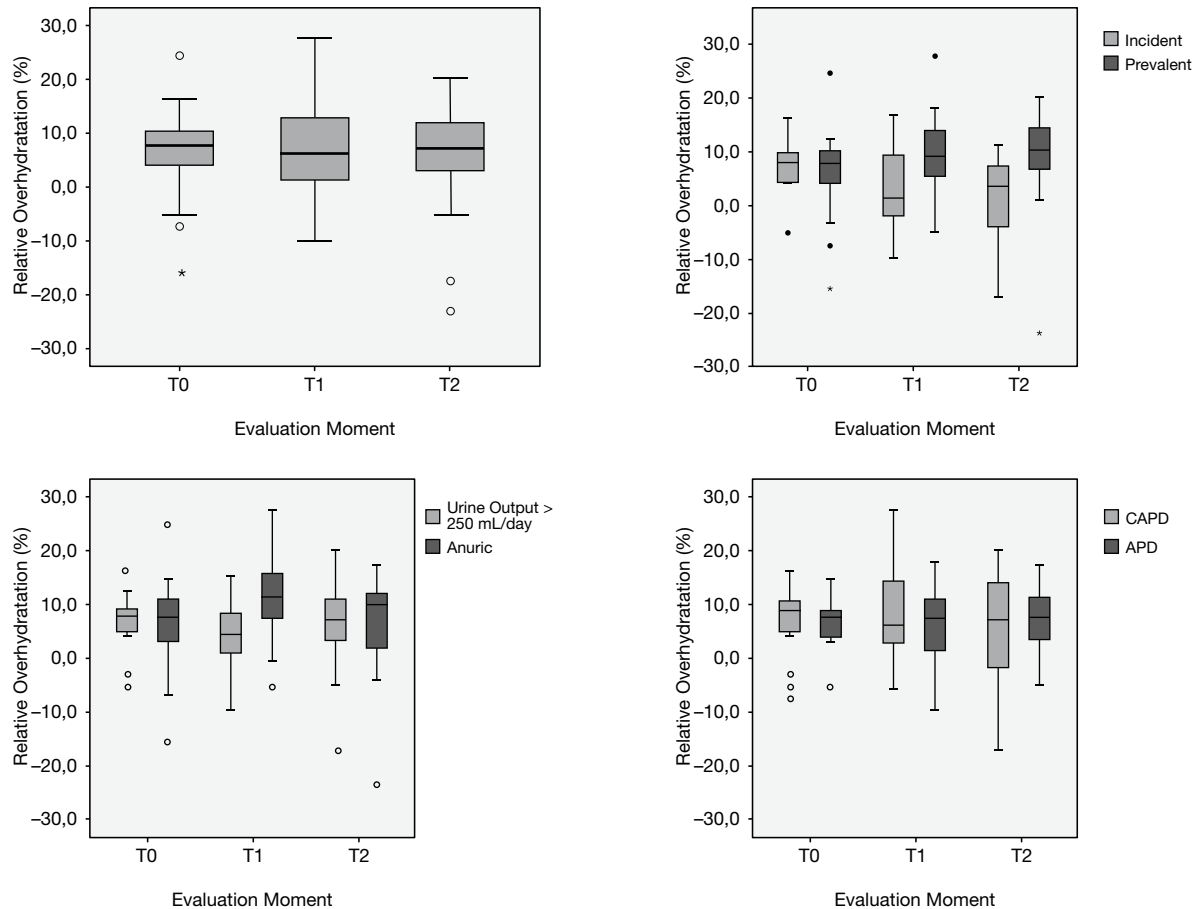 Relative Overhydratation (%)
30,0
20,0
10,0
0,0
–10,0
–20,0
–30,0
T0 T1 T2
Evaluation Moment
Relative Overhydratation (%)
30,0
20,0
10,0
0,0
–10,0
–20,0
–30,0
T0 T1 T2
Evaluation Moment
Incident
Prevalent
Relative Overhydratation (%)
30,0
20,0
10,0
0,0
–10,0
–20,0
–30,0
T0 T1 T2
Evaluation Moment
Urine Output >
250 mL/day
Anuric
Relative Overhydratation (%)
30,0
20,0
10,0
0,0
–10,0
–20,0
–30,0
T0 T1 T2
Evaluation Moment
CAPD
APD